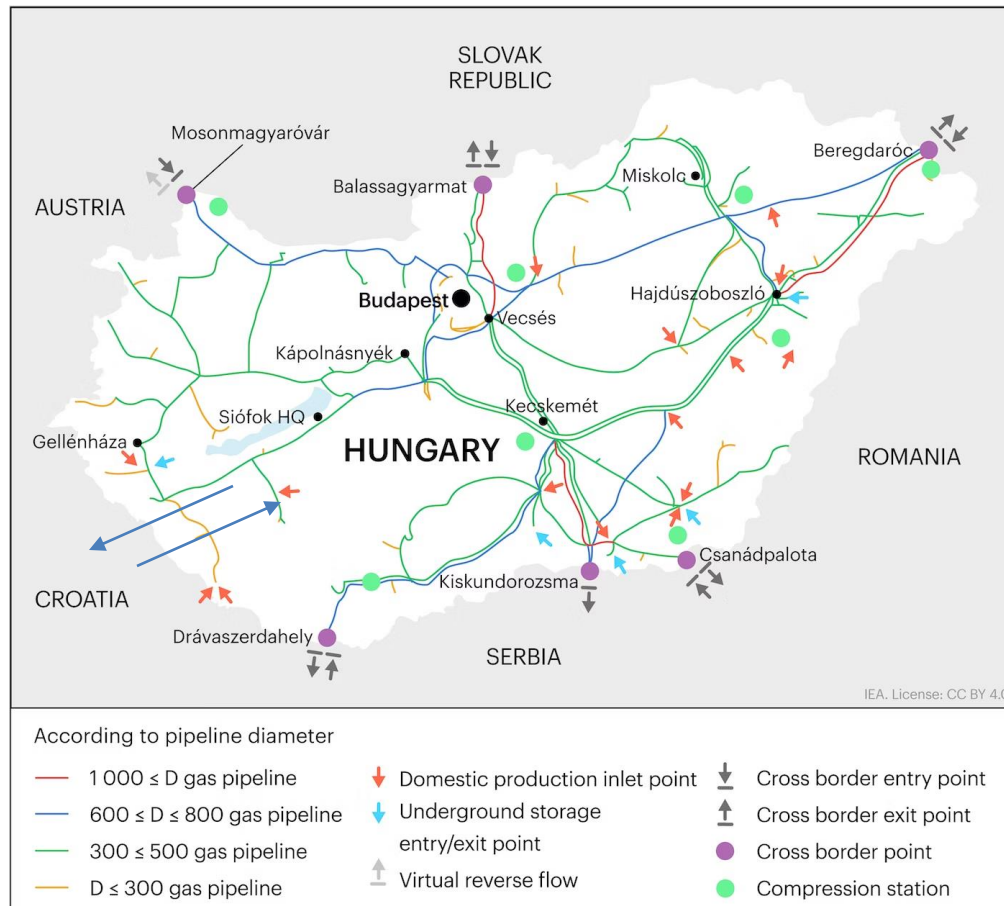 SLOVAK
REPUBLIC
Mosonmagyaróvár
Beregdaróc
Miskolc
Balassagyarmat
AUSTRIA
Budapest
Hajdúszoboszló
Vecsés
Kápolnásnyék
Kecskemét
Siófok HQ
Gellénháza
HUNGARY
ROMANIA
Csanádpalota
Kiskundorozsma
CROATIA
Drávaszerdahely
SERBIA
IEA. License: CC BY 4.0
According to pipeline diameter
1 000 ≤ D gas pipeline
600 ≤ D ≤ 800 gas pipeline
300 ≤ 500 gas pipeline
D ≤ 300 gas pipeline
Domestic production inlet point
Underground storage
entry/exit point
Virtual reverse flow
Cross border entry point
Cross border exit point
Cross border point
Compression station